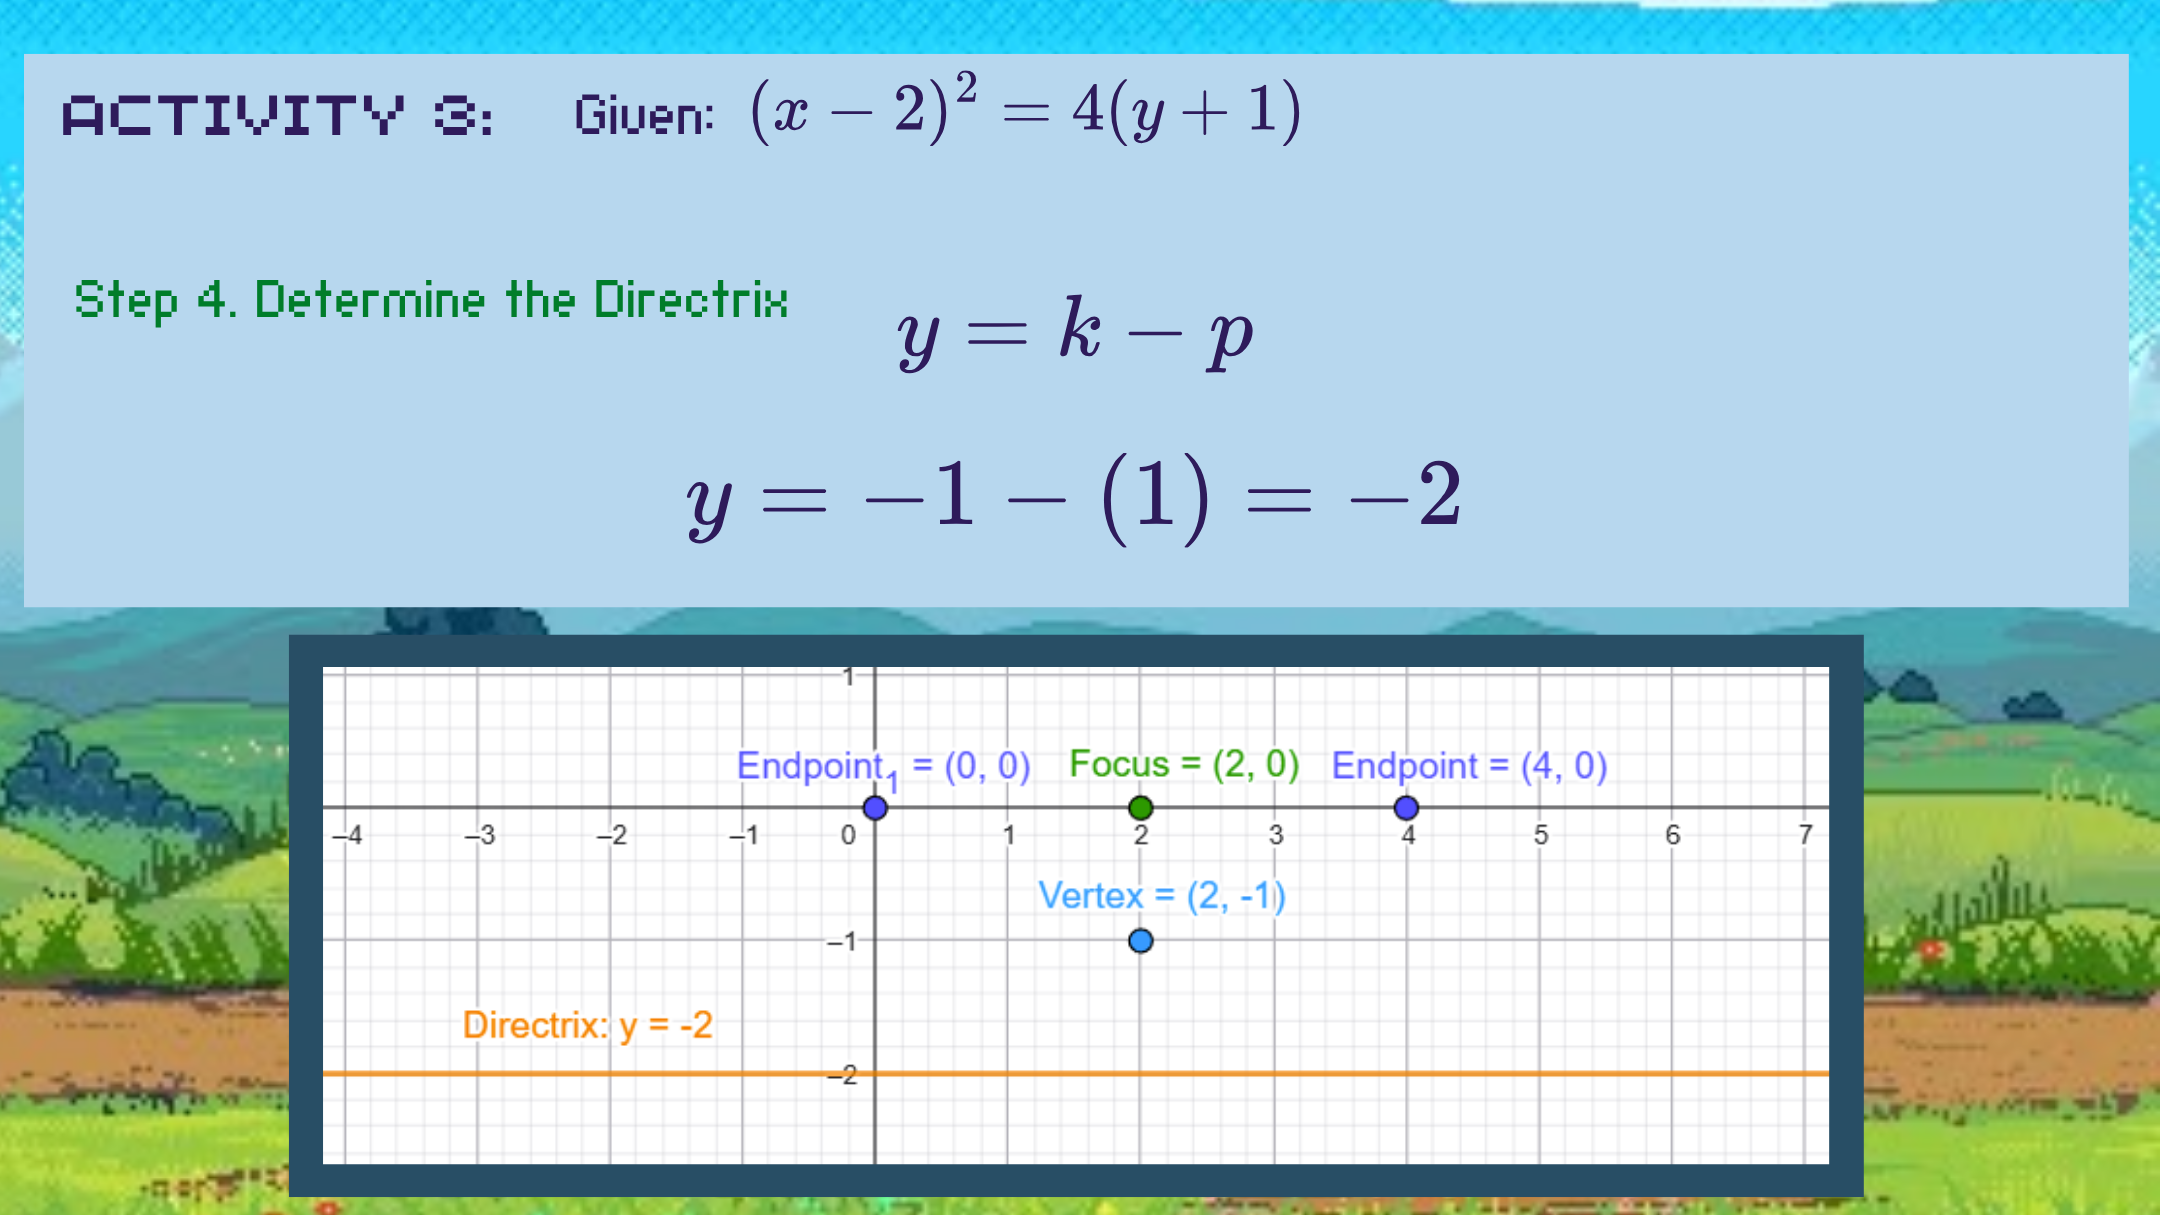 ACTIVITY 3: Given: (x − 2)² = 4(y + 1)
Step 4. Determine the Directrix
y = k − p
y = −1 − (1) = −2
1
Endpoint₁ = (0, 0) Focus = (2, 0) Endpoint = (4, 0)
–4 –3 –2 –1 0 1 2 3 4 5 6 7
Vertex = (2, -1)
–1
Directrix: y = -2
–2